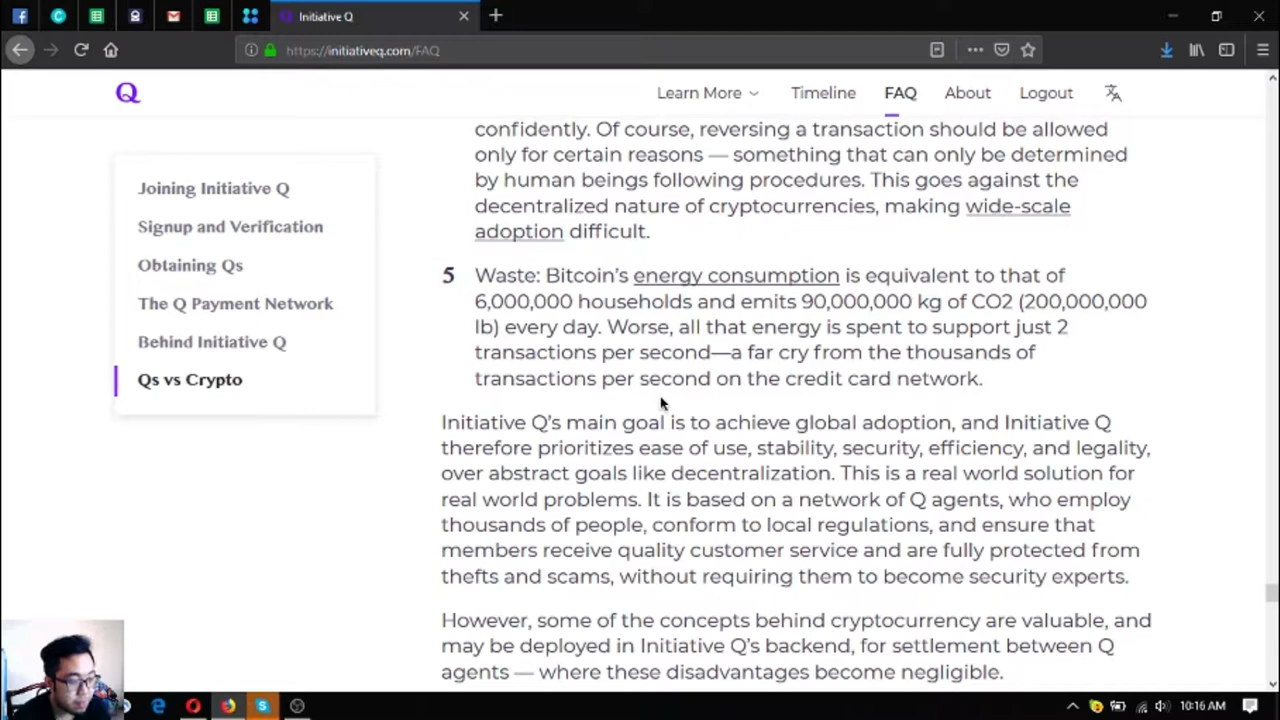 Initiative Q
https://initiativeq.com/FAQ
Q
Learn More
Timeline
FAQ
About
Logout
Joining Initiative Q
Signup and Verification
Obtaining Qs
The Q Payment Network
Behind Initiative Q
Qs vs Crypto
confidently. Of course, reversing a transaction should be allowed
only for certain reasons — something that can only be determined
by human beings following procedures. This goes against the
decentralized nature of cryptocurrencies, making wide-scale
adoption difficult.
5 Waste: Bitcoin's energy consumption is equivalent to that of
6,000,000 households and emits 90,000,000 kg of CO2 (200,000,000
lb) every day. Worse, all that energy is spent to support just 2
transactions per second—a far cry from the thousands of
transactions per second on the credit card network.
Initiative Q's main goal is to achieve global adoption, and Initiative Q
therefore prioritizes ease of use, stability, security, efficiency, and legality,
over abstract goals like decentralization. This is a real world solution for
real world problems. It is based on a network of Q agents, who employ
thousands of people, conform to local regulations, and ensure that
members receive quality customer service and are fully protected from
thefts and scams, without requiring them to become security experts.
However, some of the concepts behind cryptocurrency are valuable, and
may be deployed in Initiative Q's backend, for settlement between Q
agents — where these disadvantages become negligible.
10:16 AM